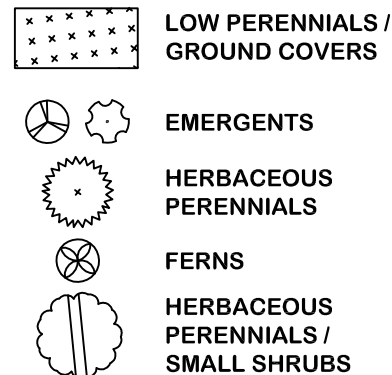 LOW PERENNIALS /
GROUND COVERS
EMERGENTS
HERBACEOUS
PERENNIALS
FERNS
HERBACEOUS
PERENNIALS /
SMALL SHRUBS